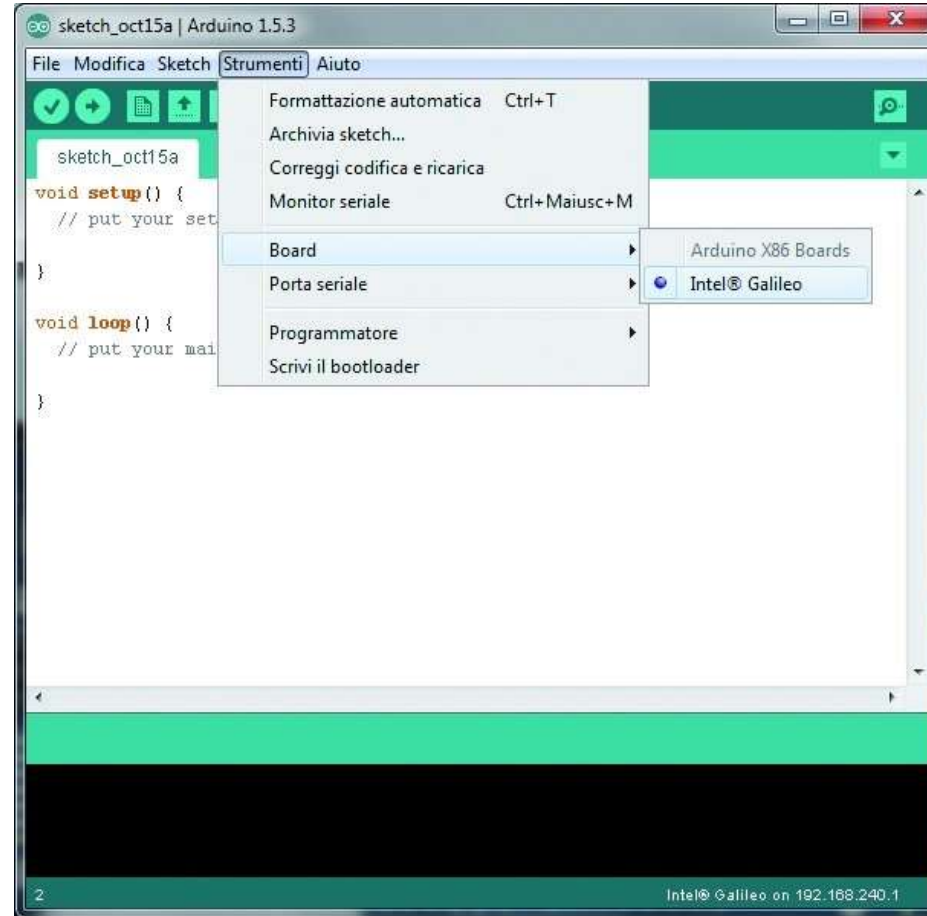 sketch_oct15a | Arduino 1.5.3
File Modifica Sketch Strumenti Aiuto
Formattazione automatica Ctrl+T
Archivia sketch...
Correggi codifica e ricarica
Monitor seriale Ctrl+Maiusc+M
Board
Porta seriale
Programmatore
Scrivi il bootloader
Arduino X86 Boards
Intel® Galileo
sketch_oct15a
void setup() {
// put your set
}
void loop() {
// put your mai
}
2
Intel® Galileo on 192.168.240.1